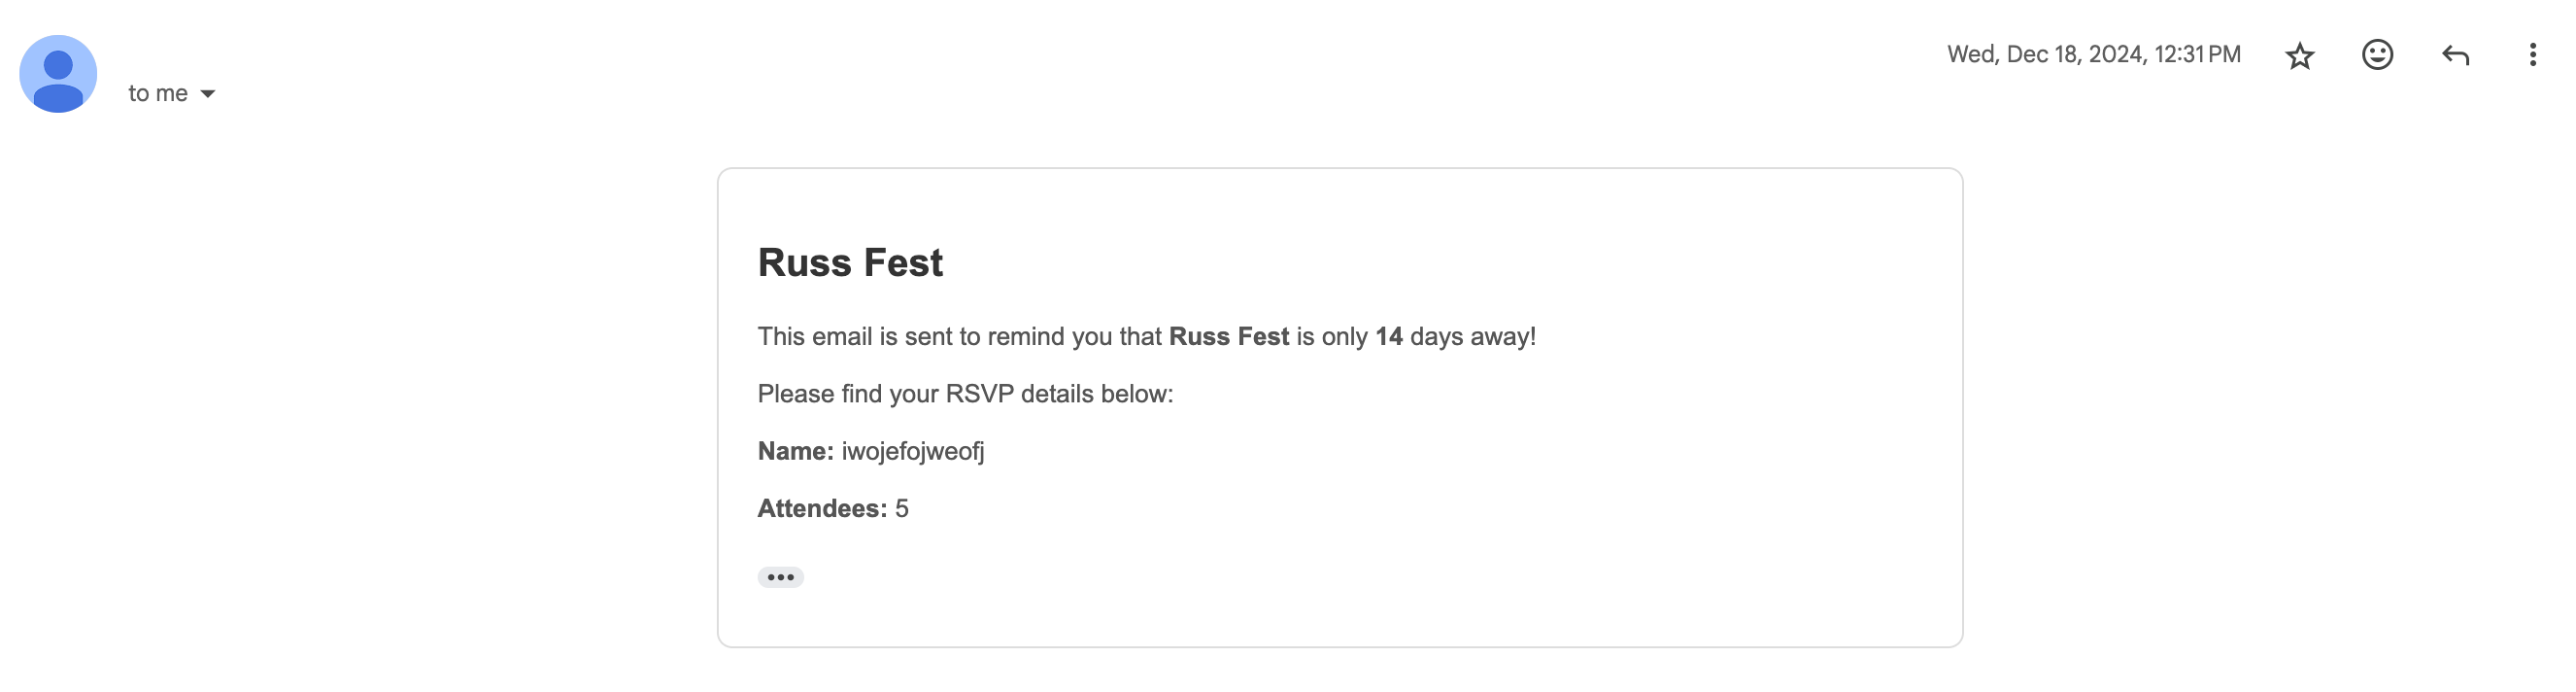 Wed, Dec 18, 2024, 12:31 PM
to me
Russ Fest
This email is sent to remind you that Russ Fest is only 14 days away!
Please find your RSVP details below:
Name: iwojefojweofj
Attendees: 5